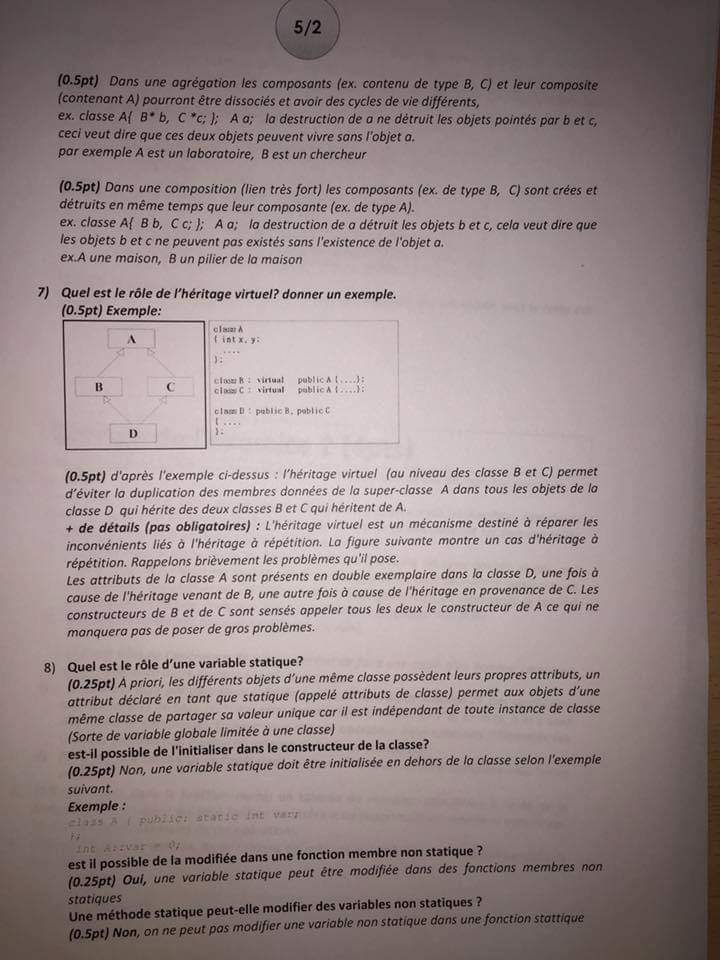 5/2
(0.5pt) Dans une agrégation les composants (ex. contenu de type B, C) et leur composite
(contenant A) pourront être dissociés et avoir des cycles de vie différents,
ex. classe A{ B* b, C *c; }; A a; la destruction de a ne détruit les objets pointés par b et c,
ceci veut dire que ces deux objets peuvent vivre sans l'objet a.
par exemple A est un laboratoire, B est un chercheur
(0.5pt) Dans une composition (lien très fort) les composants (ex. de type B, C) sont crées et
détruits en même temps que leur composante (ex. de type A).
ex. classe A{ B b, C c; }; A a; la destruction de a détruit les objets b et c, cela veut dire que
les objets b et c ne peuvent pas existés sans l'existence de l'objet a.
ex.A une maison, B un pilier de la maison
7) Quel est le rôle de l'héritage virtuel? donner un exemple.
(0.5pt) Exemple:
A
B C
D
class A
{ int x, y;
....
};
class B : virtual public A {....};
class C : virtual public A {....};
class D : public B, public C
{ ....
};
(0.5pt) d'après l'exemple ci-dessus : l'héritage virtuel (au niveau des classe B et C) permet
d'éviter la duplication des membres données de la super-classe A dans tous les objets de la
classe D qui hérite des deux classes B et C qui héritent de A.
+ de détails (pas obligatoires) : L'héritage virtuel est un mécanisme destiné à réparer les
inconvénients liés à l'héritage à répétition. La figure suivante montre un cas d'héritage à
répétition. Rappelons brièvement les problèmes qu'il pose.
Les attributs de la classe A sont présents en double exemplaire dans la classe D, une fois à
cause de l'héritage venant de B, une autre fois à cause de l'héritage en provenance de C. Les
constructeurs de B et de C sont sensés appeler tous les deux le constructeur de A ce qui ne
manquera pas de poser de gros problèmes.
8) Quel est le rôle d'une variable statique?
(0.25pt) A priori, les différents objets d'une même classe possèdent leurs propres attributs, un
attribut déclaré en tant que statique (appelé attributs de classe) permet aux objets d'une
même classe de partager sa valeur unique car il est indépendant de toute instance de classe
(Sorte de variable globale limitée à une classe)
est-il possible de l'initialiser dans le constructeur de la classe?
(0.25pt) Non, une variable statique doit être initialisée en dehors de la classe selon l'exemple
suivant.
Exemple :
class A { public: static int var;
};
int A::var = 0;
est il possible de la modifiée dans une fonction membre non statique ?
(0.25pt) Oui, une variable statique peut être modifiée dans des fonctions membres non
statiques
Une méthode statique peut-elle modifier des variables non statiques ?
(0.5pt) Non, on ne peut pas modifier une variable non statique dans une fonction stattique